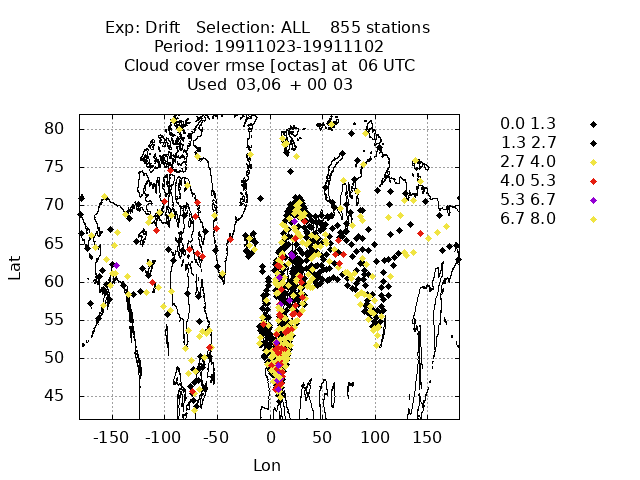 Exp: Drift Selection: ALL 855 stations
Period: 19911023-19911102
Cloud cover rmse [octas] at 06 UTC
Used 03,06 + 00 03
0.0 1.3
1.3 2.7
2.7 4.0
4.0 5.3
5.3 6.7
6.7 8.0
80
75
70
65
60
55
50
45
Lat
-150 -100 -50 0 50 100 150
Lon